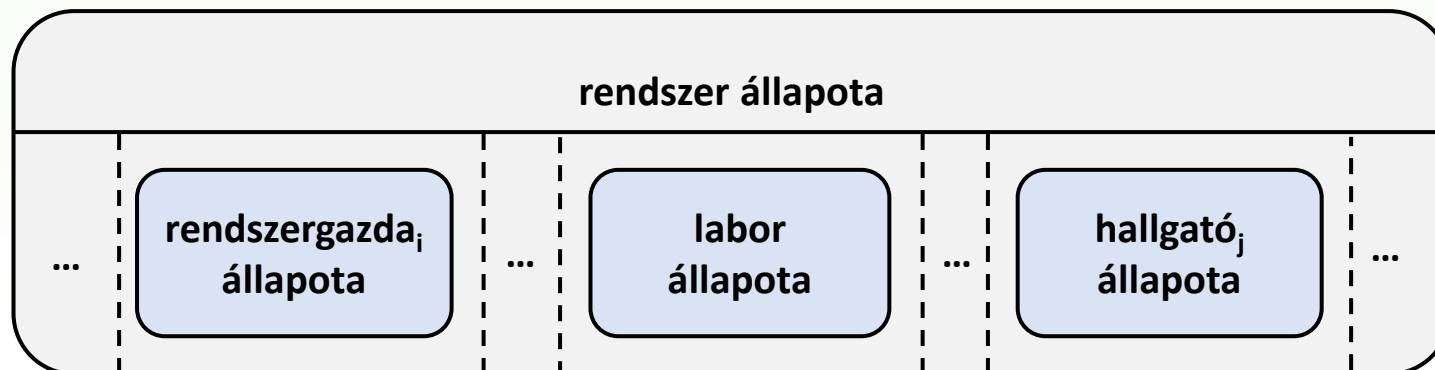 rendszer állapota
... rendszergazdaᵢ ... labor ... hallgatóⱼ ...
állapota állapota állapota